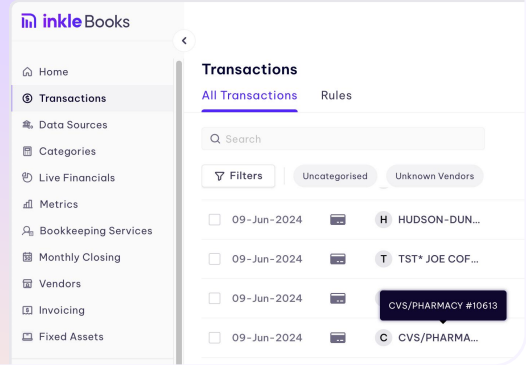 inkle Books
Home
Transactions
Data Sources
Categories
Live Financials
Metrics
Bookkeeping Services
Monthly Closing
Vendors
Invoicing
Fixed Assets
Transactions
All Transactions Rules
Search
Filters Uncategorised Unknown Vendors
09-Jun-2024 H HUDSON-DUN...
09-Jun-2024 T TST* JOE COF...
09-Jun-2024
CVS/PHARMACY #10613
09-Jun-2024 C CVS/PHARMA...